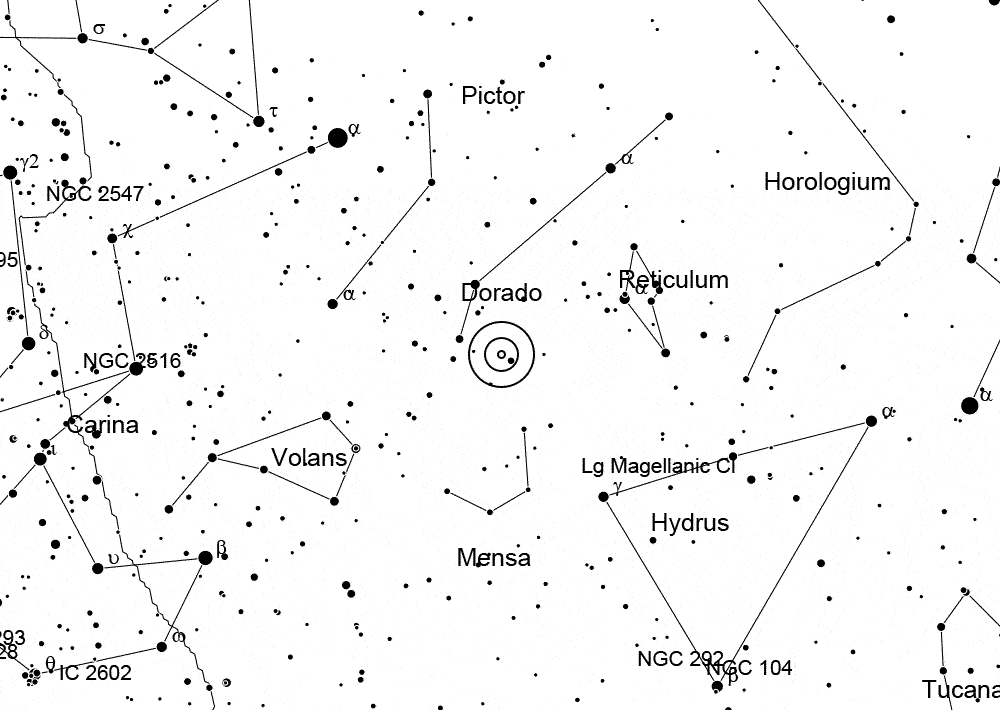 σ
τ
Pictor
α
α
γ2
NGC 2547
Horologium
χ
95
Reticulum
α
Dorado
α
δ
NGC 2516
ε
α
Carina
α
ι
Volans
Lg Magellanic Cl
γ
Hydrus
β
Mensa
υ
ω
293
28
θ
IC 2602
NGC 292
NGC 104
β
Tucana